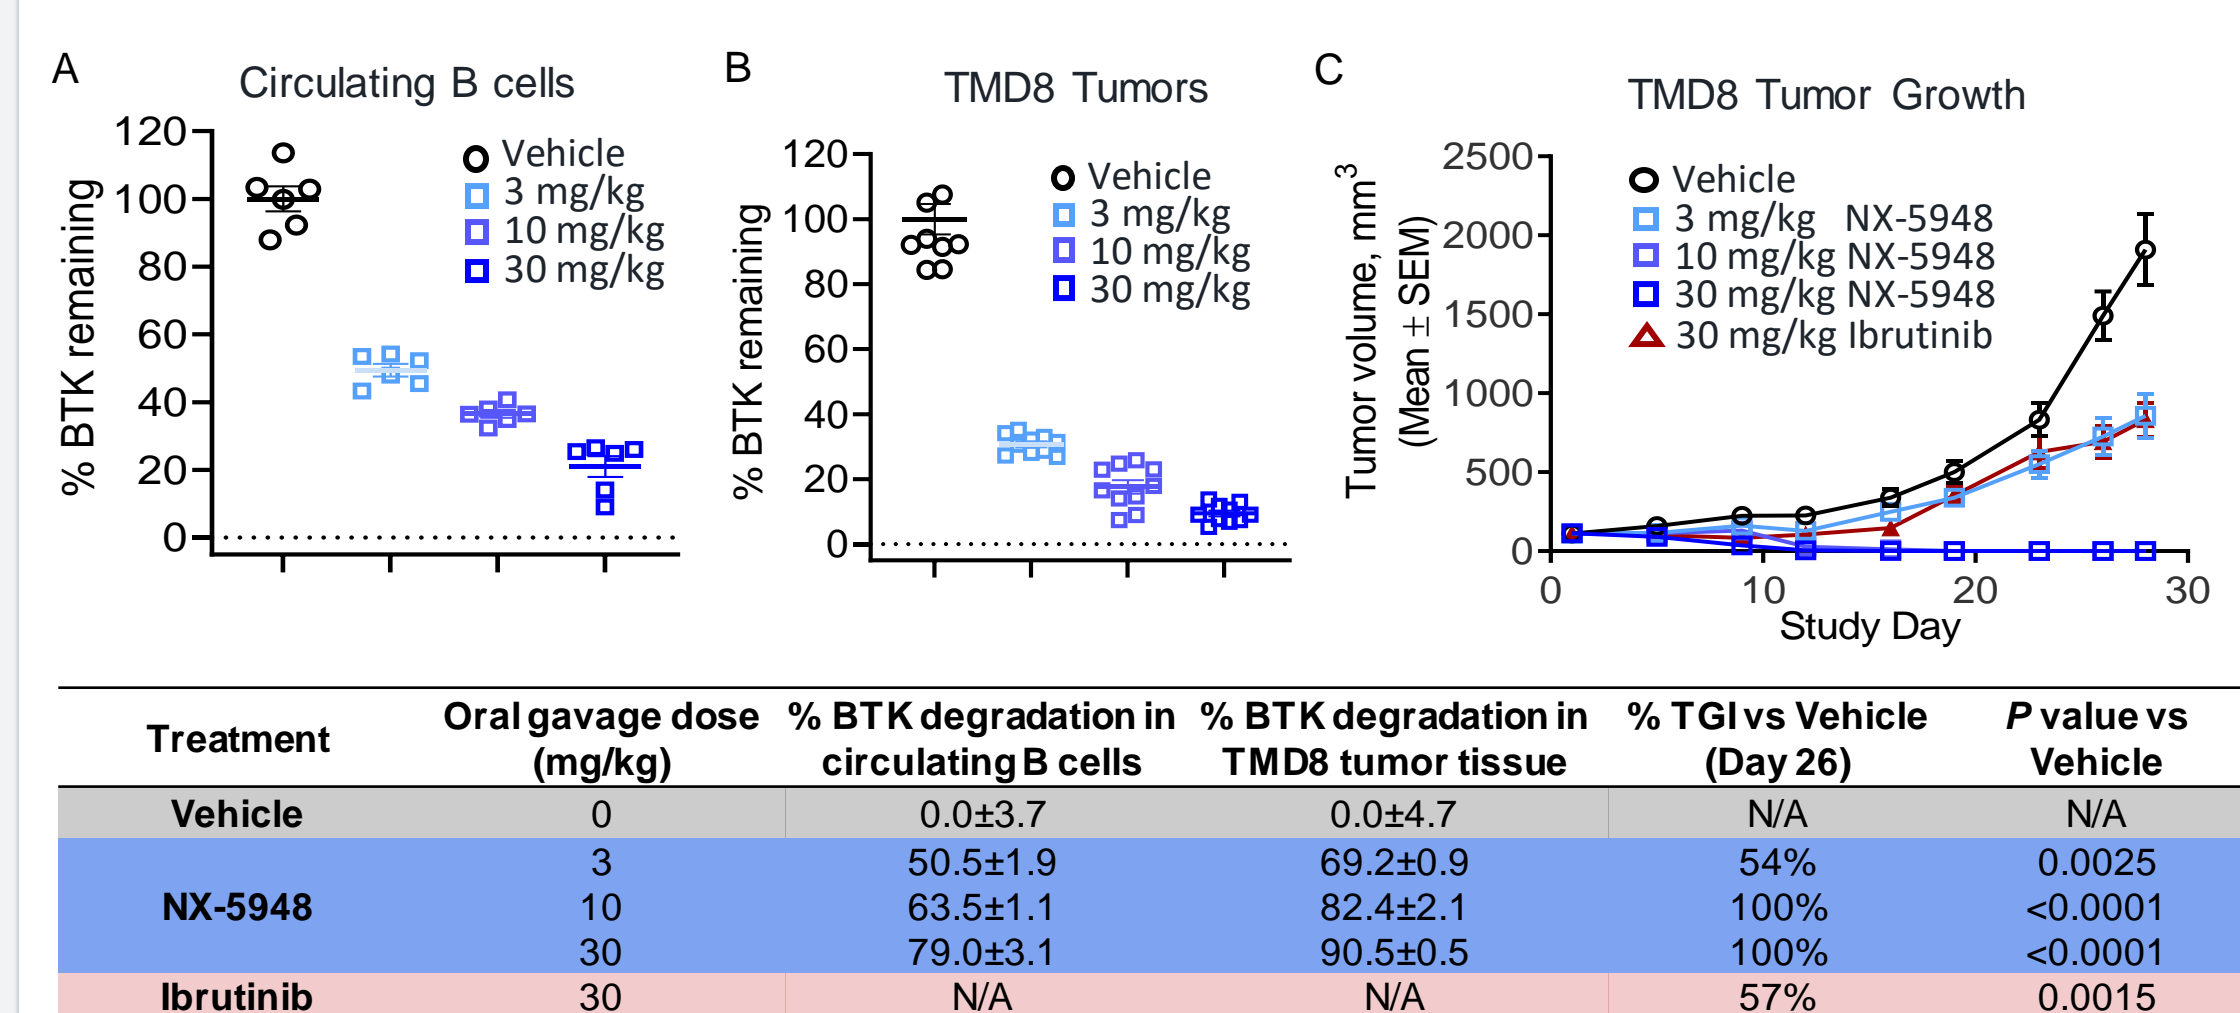 A
Circulating B cells
120
100
80
60
40
20
0
% BTK remaining
Vehicle
3 mg/kg
10 mg/kg
30 mg/kg
B
TMD8 Tumors
120
100
80
60
40
20
0
% BTK remaining
Vehicle
3 mg/kg
10 mg/kg
30 mg/kg
C
TMD8 Tumor Growth
2500
2000
1500
1000
500
0
Tumor volume, mm³
(Mean ± SEM)
Vehicle
3 mg/kg NX-5948
10 mg/kg NX-5948
30 mg/kg NX-5948
30 mg/kg Ibrutinib
0 10 20 30
Study Day
Treatment
Oral gavage dose
(mg/kg)
% BTK degradation in
circulating B cells
% BTK degradation in
TMD8 tumor tissue
% TGI vs Vehicle
(Day 26)
P value vs
Vehicle
Vehicle 0 0.0±3.7 0.0±4.7 N/A N/A
3 50.5±1.9 69.2±0.9 54% 0.0025
NX-5948 10 63.5±1.1 82.4±2.1 100% <0.0001
30 79.0±3.1 90.5±0.5 100% <0.0001
Ibrutinib 30 N/A N/A 57% 0.0015